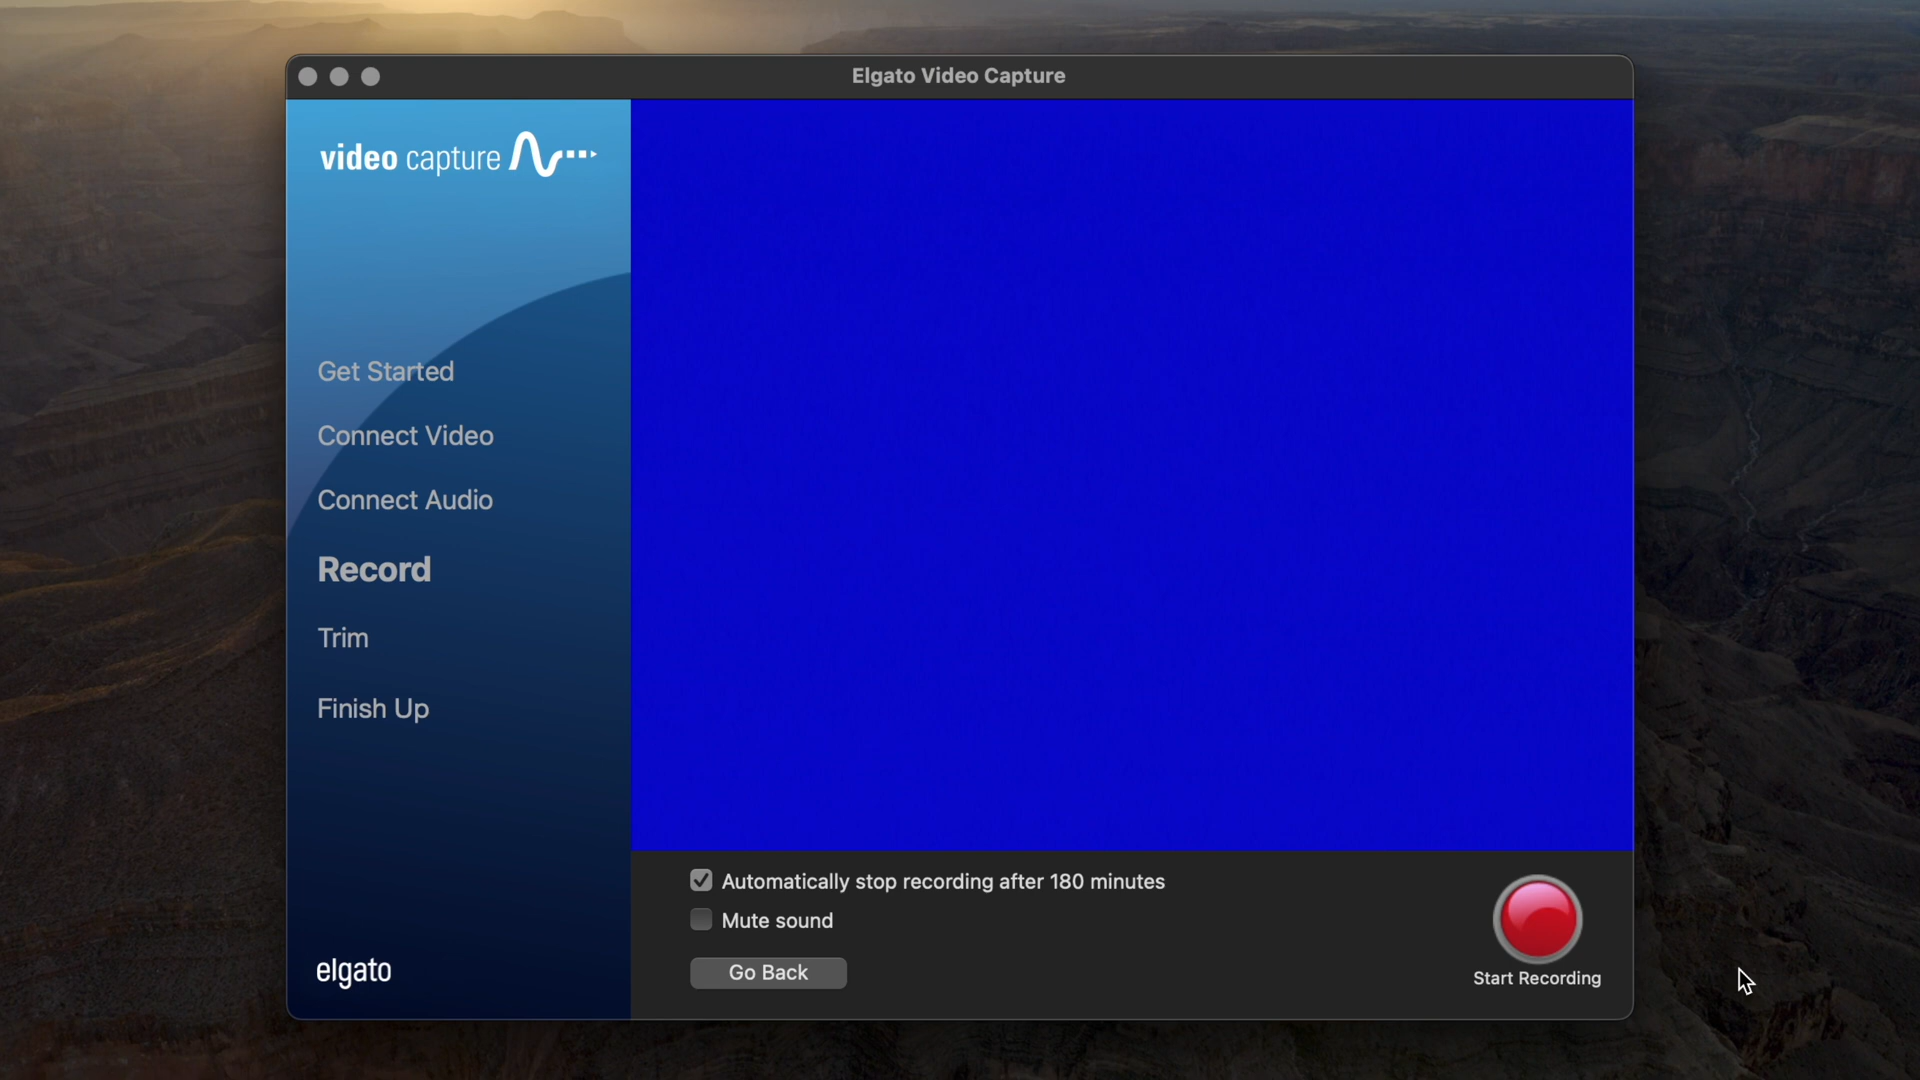 Elgato Video Capture
video capture
Get Started
Connect Video
Connect Audio
Record
Trim
Finish Up
elgato
Automatically stop recording after 180 minutes
Mute sound
Go Back
Start Recording